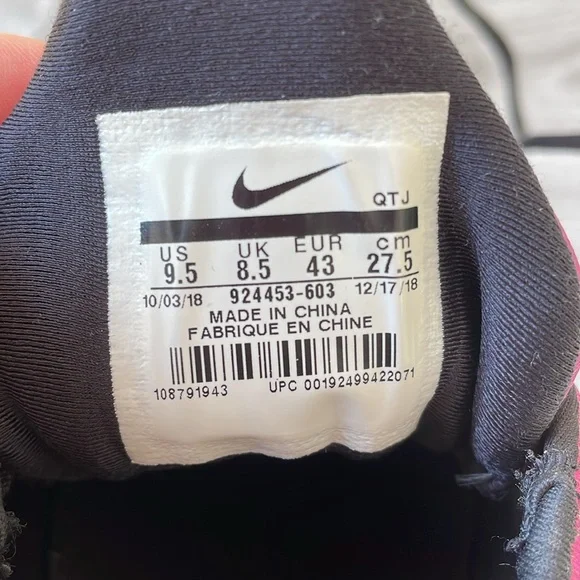 QTJ
US UK EUR cm
9.5 8.5 43 27.5
10/03/18 924453-603 12/17/18
MADE IN CHINA
FABRIQUE EN CHINE
108791943 UPC 00192499422071